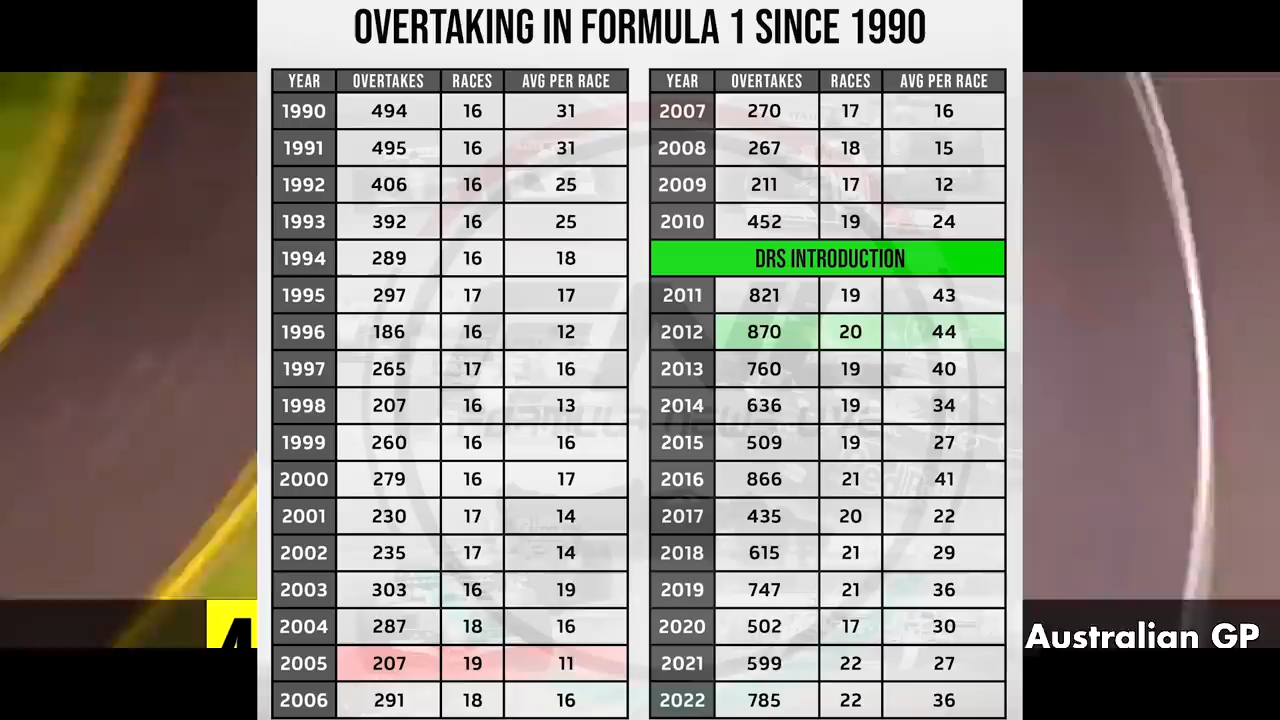 OVERTAKING IN FORMULA 1 SINCE 1990
YEAR OVERTAKES RACES AVG PER RACE
1990 494 16 31
1991 495 16 31
1992 406 16 25
1993 392 16 25
1994 289 16 18
1995 297 17 17
1996 186 16 12
1997 265 17 16
1998 207 16 13
1999 260 16 16
2000 279 16 17
2001 230 17 14
2002 235 17 14
2003 303 16 19
2004 287 18 16
2005 207 19 11
2006 291 18 16
YEAR OVERTAKES RACES AVG PER RACE
2007 270 17 16
2008 267 18 15
2009 211 17 12
2010 452 19 24
DRS INTRODUCTION
2011 821 19 43
2012 870 20 44
2013 760 19 40
2014 636 19 34
2015 509 19 27
2016 866 21 41
2017 435 20 22
2018 615 21 29
2019 747 21 36
2020 502 17 30
2021 599 22 27
2022 785 22 36
FORMULA NEWS LIVE
Australian GP